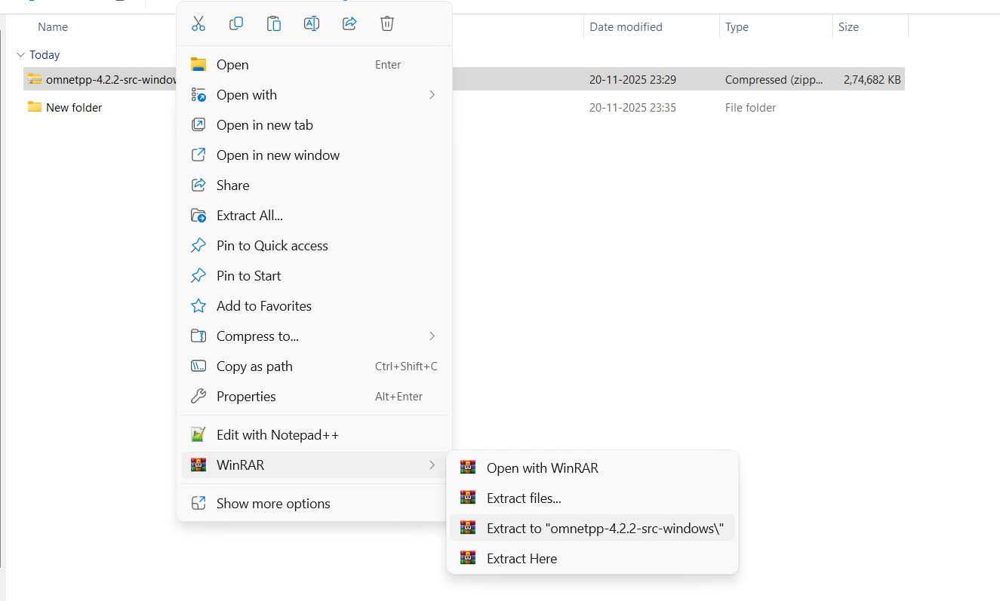 Name Date modified Type Size
Today
omnetpp-4.2.2-src-window 20-11-2025 23:29 Compressed (zipp... 2,74,682 KB
New folder 20-11-2025 23:35 File folder
Open Enter
Open with
Open in new tab
Open in new window
Share
Extract All...
Pin to Quick access
Pin to Start
Add to Favorites
Compress to...
Copy as path Ctrl+Shift+C
Properties Alt+Enter
Edit with Notepad++
WinRAR
Show more options
Open with WinRAR
Extract files...
Extract to "omnetpp-4.2.2-src-windows\"
Extract Here